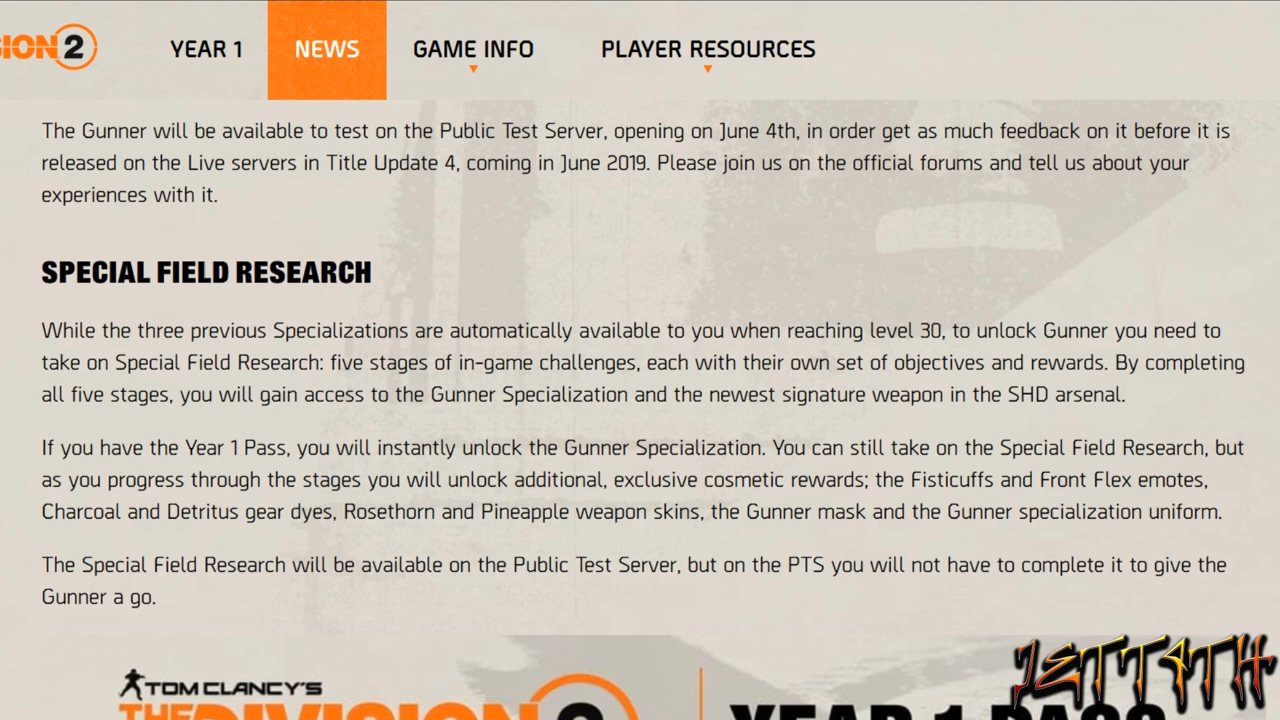 SION 2
YEAR 1 NEWS GAME INFO PLAYER RESOURCES
The Gunner will be available to test on the Public Test Server, opening on June 4th, in order get as much feedback on it before it is
released on the Live servers in Title Update 4, coming in June 2019. Please join us on the official forums and tell us about your
experiences with it.
SPECIAL FIELD RESEARCH
While the three previous Specializations are automatically available to you when reaching level 30, to unlock Gunner you need to
take on Special Field Research: five stages of in-game challenges, each with their own set of objectives and rewards. By completing
all five stages, you will gain access to the Gunner Specialization and the newest signature weapon in the SHD arsenal.
If you have the Year 1 Pass, you will instantly unlock the Gunner Specialization. You can still take on the Special Field Research, but
as you progress through the stages you will unlock additional, exclusive cosmetic rewards; the Fisticuffs and Front Flex emotes,
Charcoal and Detritus gear dyes, Rosethorn and Pineapple weapon skins, the Gunner mask and the Gunner specialization uniform.
The Special Field Research will be available on the Public Test Server, but on the PTS you will not have to complete it to give the
Gunner a go.
TOM CLANCY'S
THE DIVISION 2
YEAR 1 PASS